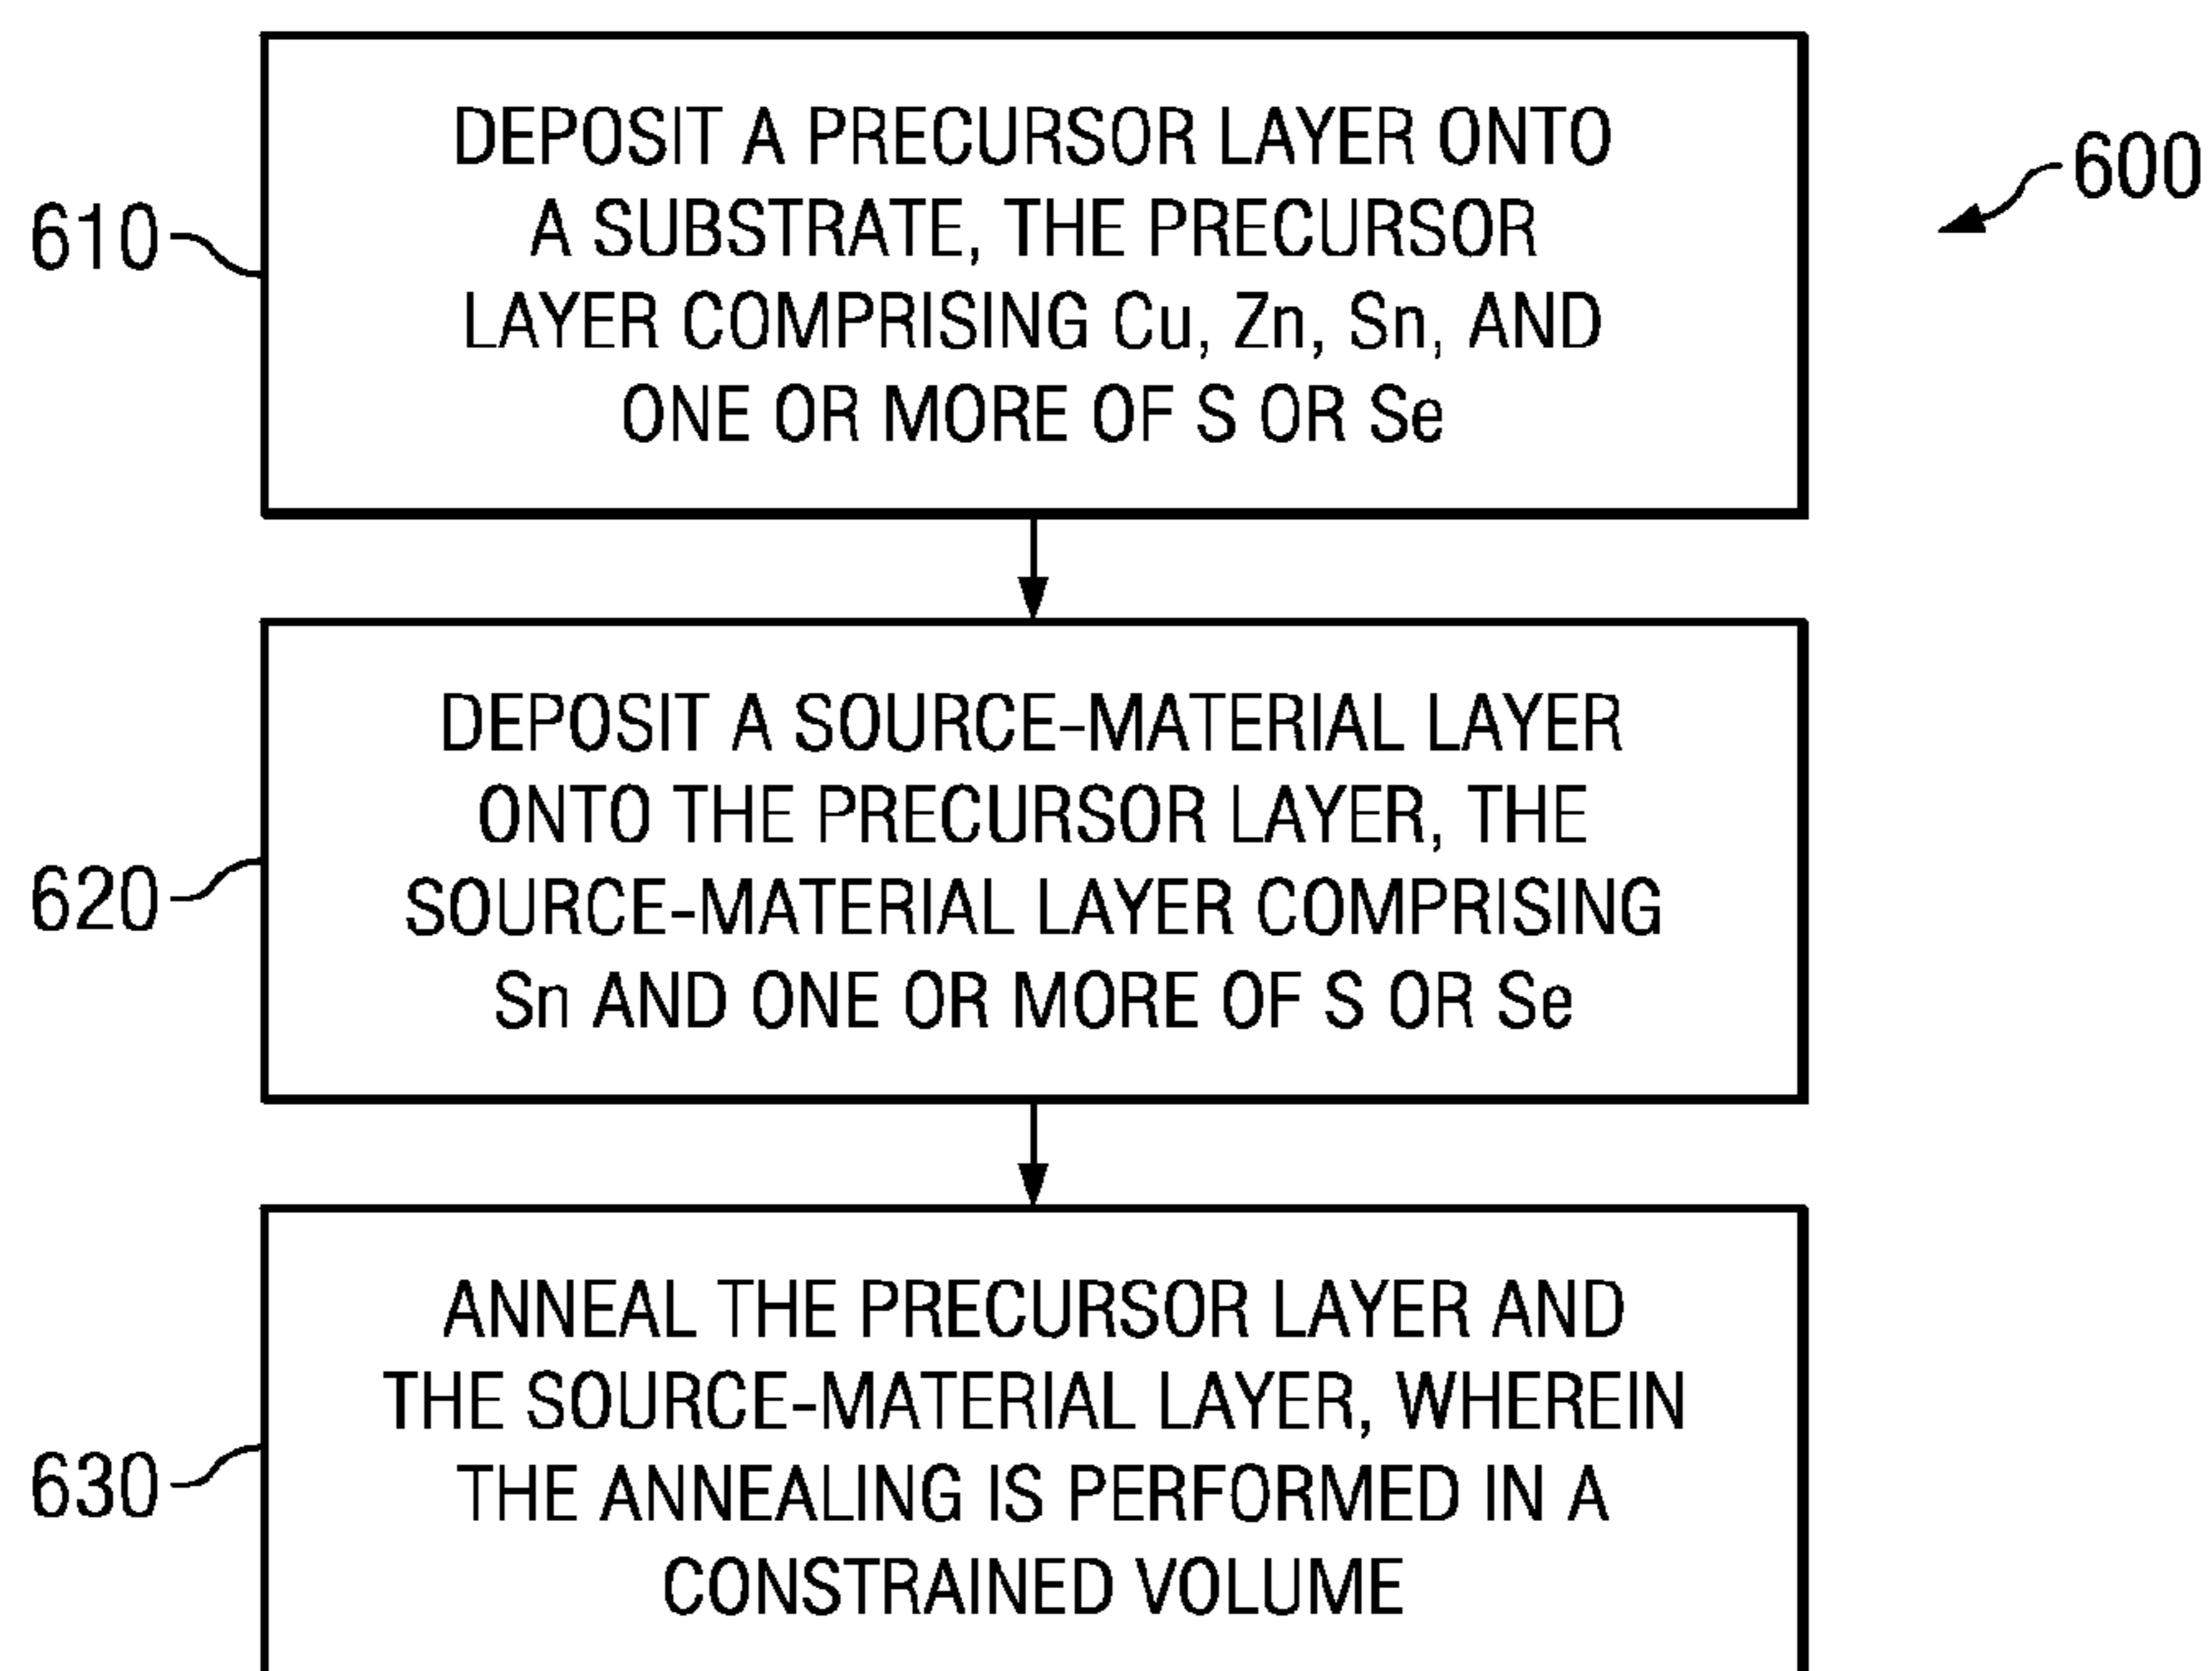 DEPOSIT A PRECURSOR LAYER ONTO
A SUBSTRATE, THE PRECURSOR
LAYER COMPRISING Cu, Zn, Sn, AND
ONE OR MORE OF S OR Se
610
600
DEPOSIT A SOURCE-MATERIAL LAYER
ONTO THE PRECURSOR LAYER, THE
SOURCE-MATERIAL LAYER COMPRISING
Sn AND ONE OR MORE OF S OR Se
620
ANNEAL THE PRECURSOR LAYER AND
THE SOURCE-MATERIAL LAYER, WHEREIN
THE ANNEALING IS PERFORMED IN A
CONSTRAINED VOLUME
630